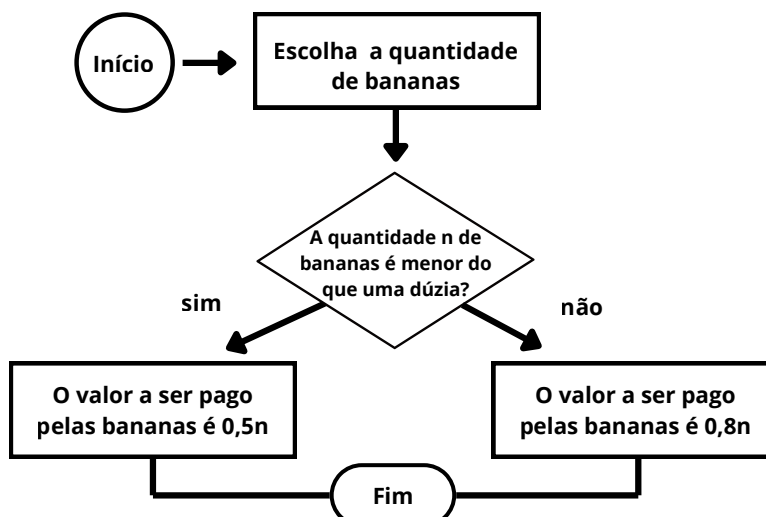 Início
Escolha a quantidade
de bananas
A quantidade n de
bananas é menor do
que uma dúzia?
sim
não
O valor a ser pago
pelas bananas é 0,5n
O valor a ser pago
pelas bananas é 0,8n
Fim